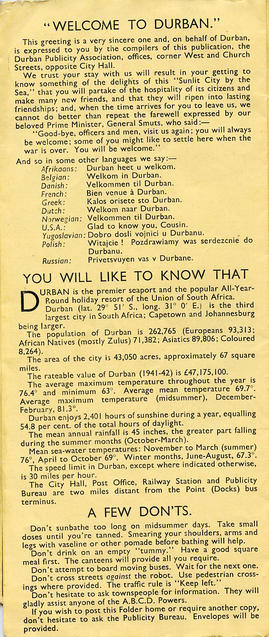 "WELCOME TO DURBAN."
This greeting is a very sincere one and, on behalf of Durban,
is expressed to you by the compilers of this publication, the
Durban Publicity Association, offices, corner West and Church
Streets, opposite City Hall.
We trust your stay with us will result in your getting to
know something of the delights of this "Sunlit City by the
Sea," that you will partake of the hospitality of its citizens and
make many new friends, and that they will ripen into lasting
friendships; and, when the time arrives for you to leave us, we
cannot do better than repeat the farewell expressed by our
beloved Prime Minister, General Smuts, who said:—
"Good-bye, officers and men, visit us again; you will always
be welcome; some of you might like to settle here when the
war is over. You will be welcome."
And so in some other languages we say:—
Afrikaans: Durban heet u welkom.
Belgian: Welkom in Durban.
Danish: Velkommen til Durban.
French: Bien venue à Durban.
Greek: Kalos orisete sto Durban.
Dutch: Welkom naar Durban.
Norwegian: Velkommen til Durban.
U.S.A.: Glad to know you, Cousin.
Yugoslavian: Dobro dosli vojnici u Durbanu.
Polish: Witajcie! Pozdrawiamy was serdezcnie do
Durbanu.
Russian: Privetsvuyen vas v Durbane.
YOU WILL LIKE TO KNOW THAT
DURBAN is the premier seaport and the popular All-Year-
Round holiday resort of the Union of South Africa.
Durban (lat. 29° 51' S., long. 31° 0' E.) is the third
largest city in South Africa; Capetown and Johannesburg
being larger.
The population of Durban is 262,765 (Europeans 93,313;
African Natives (mostly Zulus) 71,382; Asiatics 89,806; Coloured
8,264).
The area of the city is 43,050 acres, approximately 67 square
miles.
The rateable value of Durban (1941-42) is £47,175,100.
The average maximum temperature throughout the year is
76.4° and minimum 63°. Average mean temperature 69.7°.
Average maximum temperature (midsummer), December-
February, 81.3°.
Durban enjoys 2,401 hours of sunshine during a year, equalling
54.8 per cent. of the total hours of daylight.
The mean annual rainfall is 45 inches, the greater part falling
during the summer months (October-March).
Mean sea-water temperatures: November to March (summer)
76°, April to October 69°. Winter months, June-August, 67.3°.
The speed limit in Durban, except where indicated otherwise,
is 30 miles per hour.
The City Hall, Post Office, Railway Station and Publicity
Bureau are two miles distant from the Point (Docks) bus
terminus.
A FEW DON'TS.
Don't sunbathe too long on midsummer days. Take small
doses until you're tanned. Smearing your shoulders, arms and
legs with vaseline or other pomade before bathing will help.
Don't drink on an empty "tummy." Have a good square
meal first. The canteens will provide all you require.
Don't attempt to board moving buses. Wait for the next one.
Don't cross streets against the robot. Use pedestrian cross-
ings where provided. The traffic rule is "Keep left."
Don't hesitate to ask townspeople for information. They will
gladly assist anyone of the A.B.C.D. Powers.
If you wish to post this Folder home or require another copy,
don't hesitate to ask the Publicity Bureau. Envelopes will be
provided.